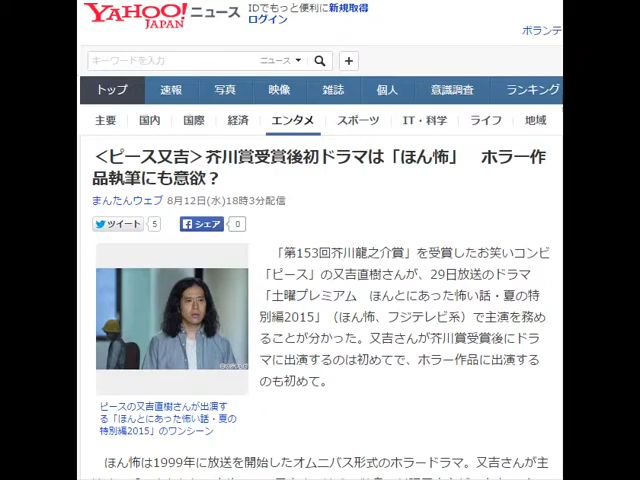 YAHOO! ニュース
JAPAN
IDでもっと便利に新規取得
ログイン
ボランテ
キーワードを入力
ニュース
トップ 速報 写真 映像 雑誌 個人 意識調査 ランキング
主要 国内 国際 経済 エンタメ スポーツ IT・科学 ライフ 地域
＜ピース又吉＞芥川賞受賞後初ドラマは「ほん怖」　ホラー作
品執筆にも意欲？
まんたんウェブ 8月12日(水)18時3分配信
ツイート 5 シェア 0
「第153回芥川龍之介賞」を受賞したお笑いコンビ
「ピース」の又吉直樹さんが、29日放送のドラマ
「土曜プレミアム　ほんとにあった怖い話・夏の特
別編2015」（ほん怖、フジテレビ系）で主演を務め
ることが分かった。又吉さんが芥川賞受賞後にドラ
マに出演するのは初めてで、ホラー作品に出演する
のも初めて。
ピースの又吉直樹さんが出演す
る「ほんとにあった怖い話・夏の
特別編2015」のワンシーン
ほん怖は1999年に放送を開始したオムニバス形式のホラードラマ。又吉さんが主